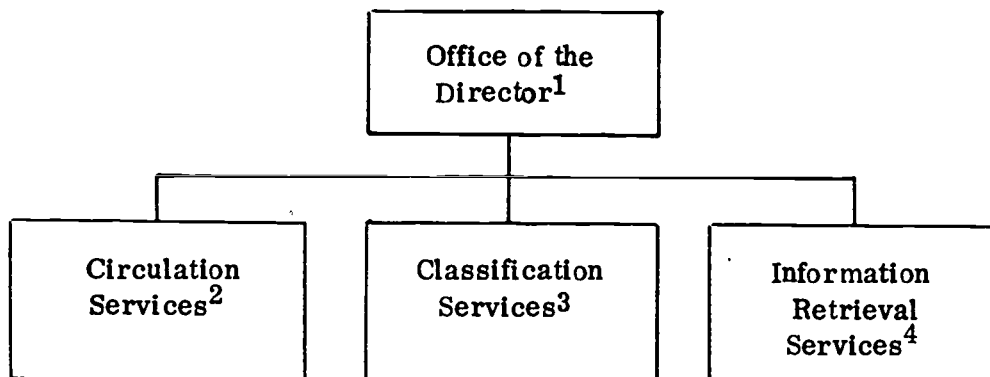 Office of the
Director1
Circulation
Services2
Classification
Services3
Information
Retrieval
Services4